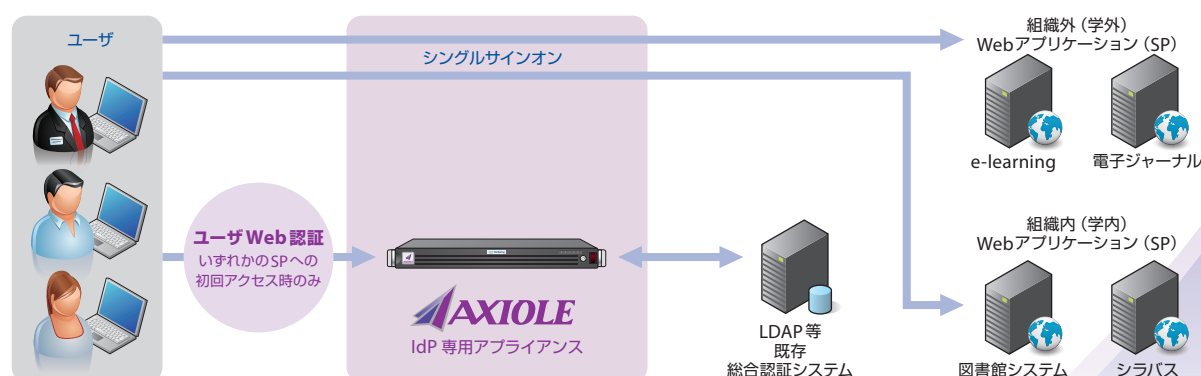 ユーザ
シングルサインオン
組織外（学外）
Webアプリケーション（SP）
e-learning
電子ジャーナル
ユーザWeb認証
いずれかのSPへの
初回アクセス時のみ
AXIOLE
IdP 専用アプライアンス
LDAP等
既存
総合認証システム
組織内（学内）
Webアプリケーション（SP）
図書館システム
シラバス